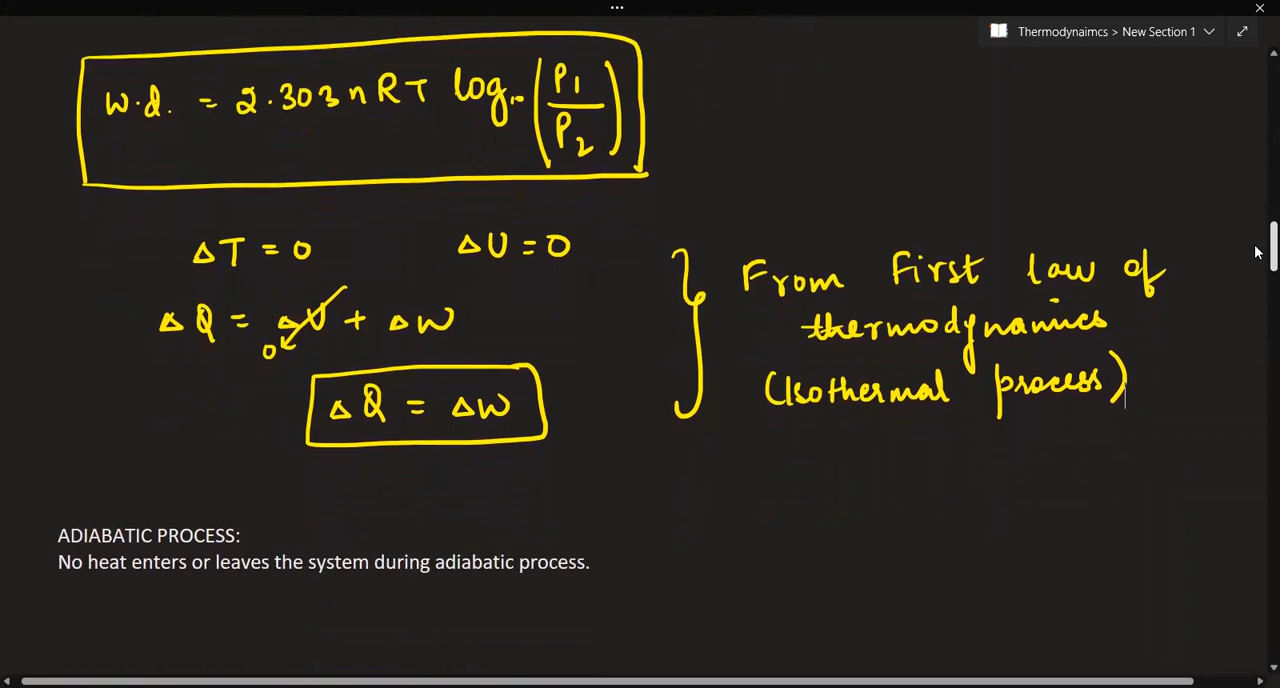 Thermodynaimcs > New Section 1
W.d. = 2.303 n R T log₁₀ (P₁/P₂)
ΔT = 0 ΔU = 0
ΔQ = ΔU + ΔW
0
ΔQ = ΔW
From First law of
thermodynamics
(Isothermal process)
ADIABATIC PROCESS:
No heat enters or leaves the system during adiabatic process.